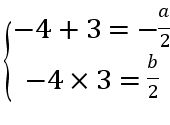 −4 + 3 = −a/2
−4 × 3 = b/2